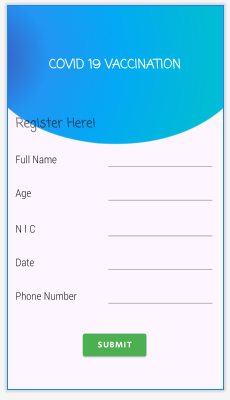 COVID 19 VACCINATION
Register Here!
Full Name
Age
N I C
Date
Phone Number
SUBMIT